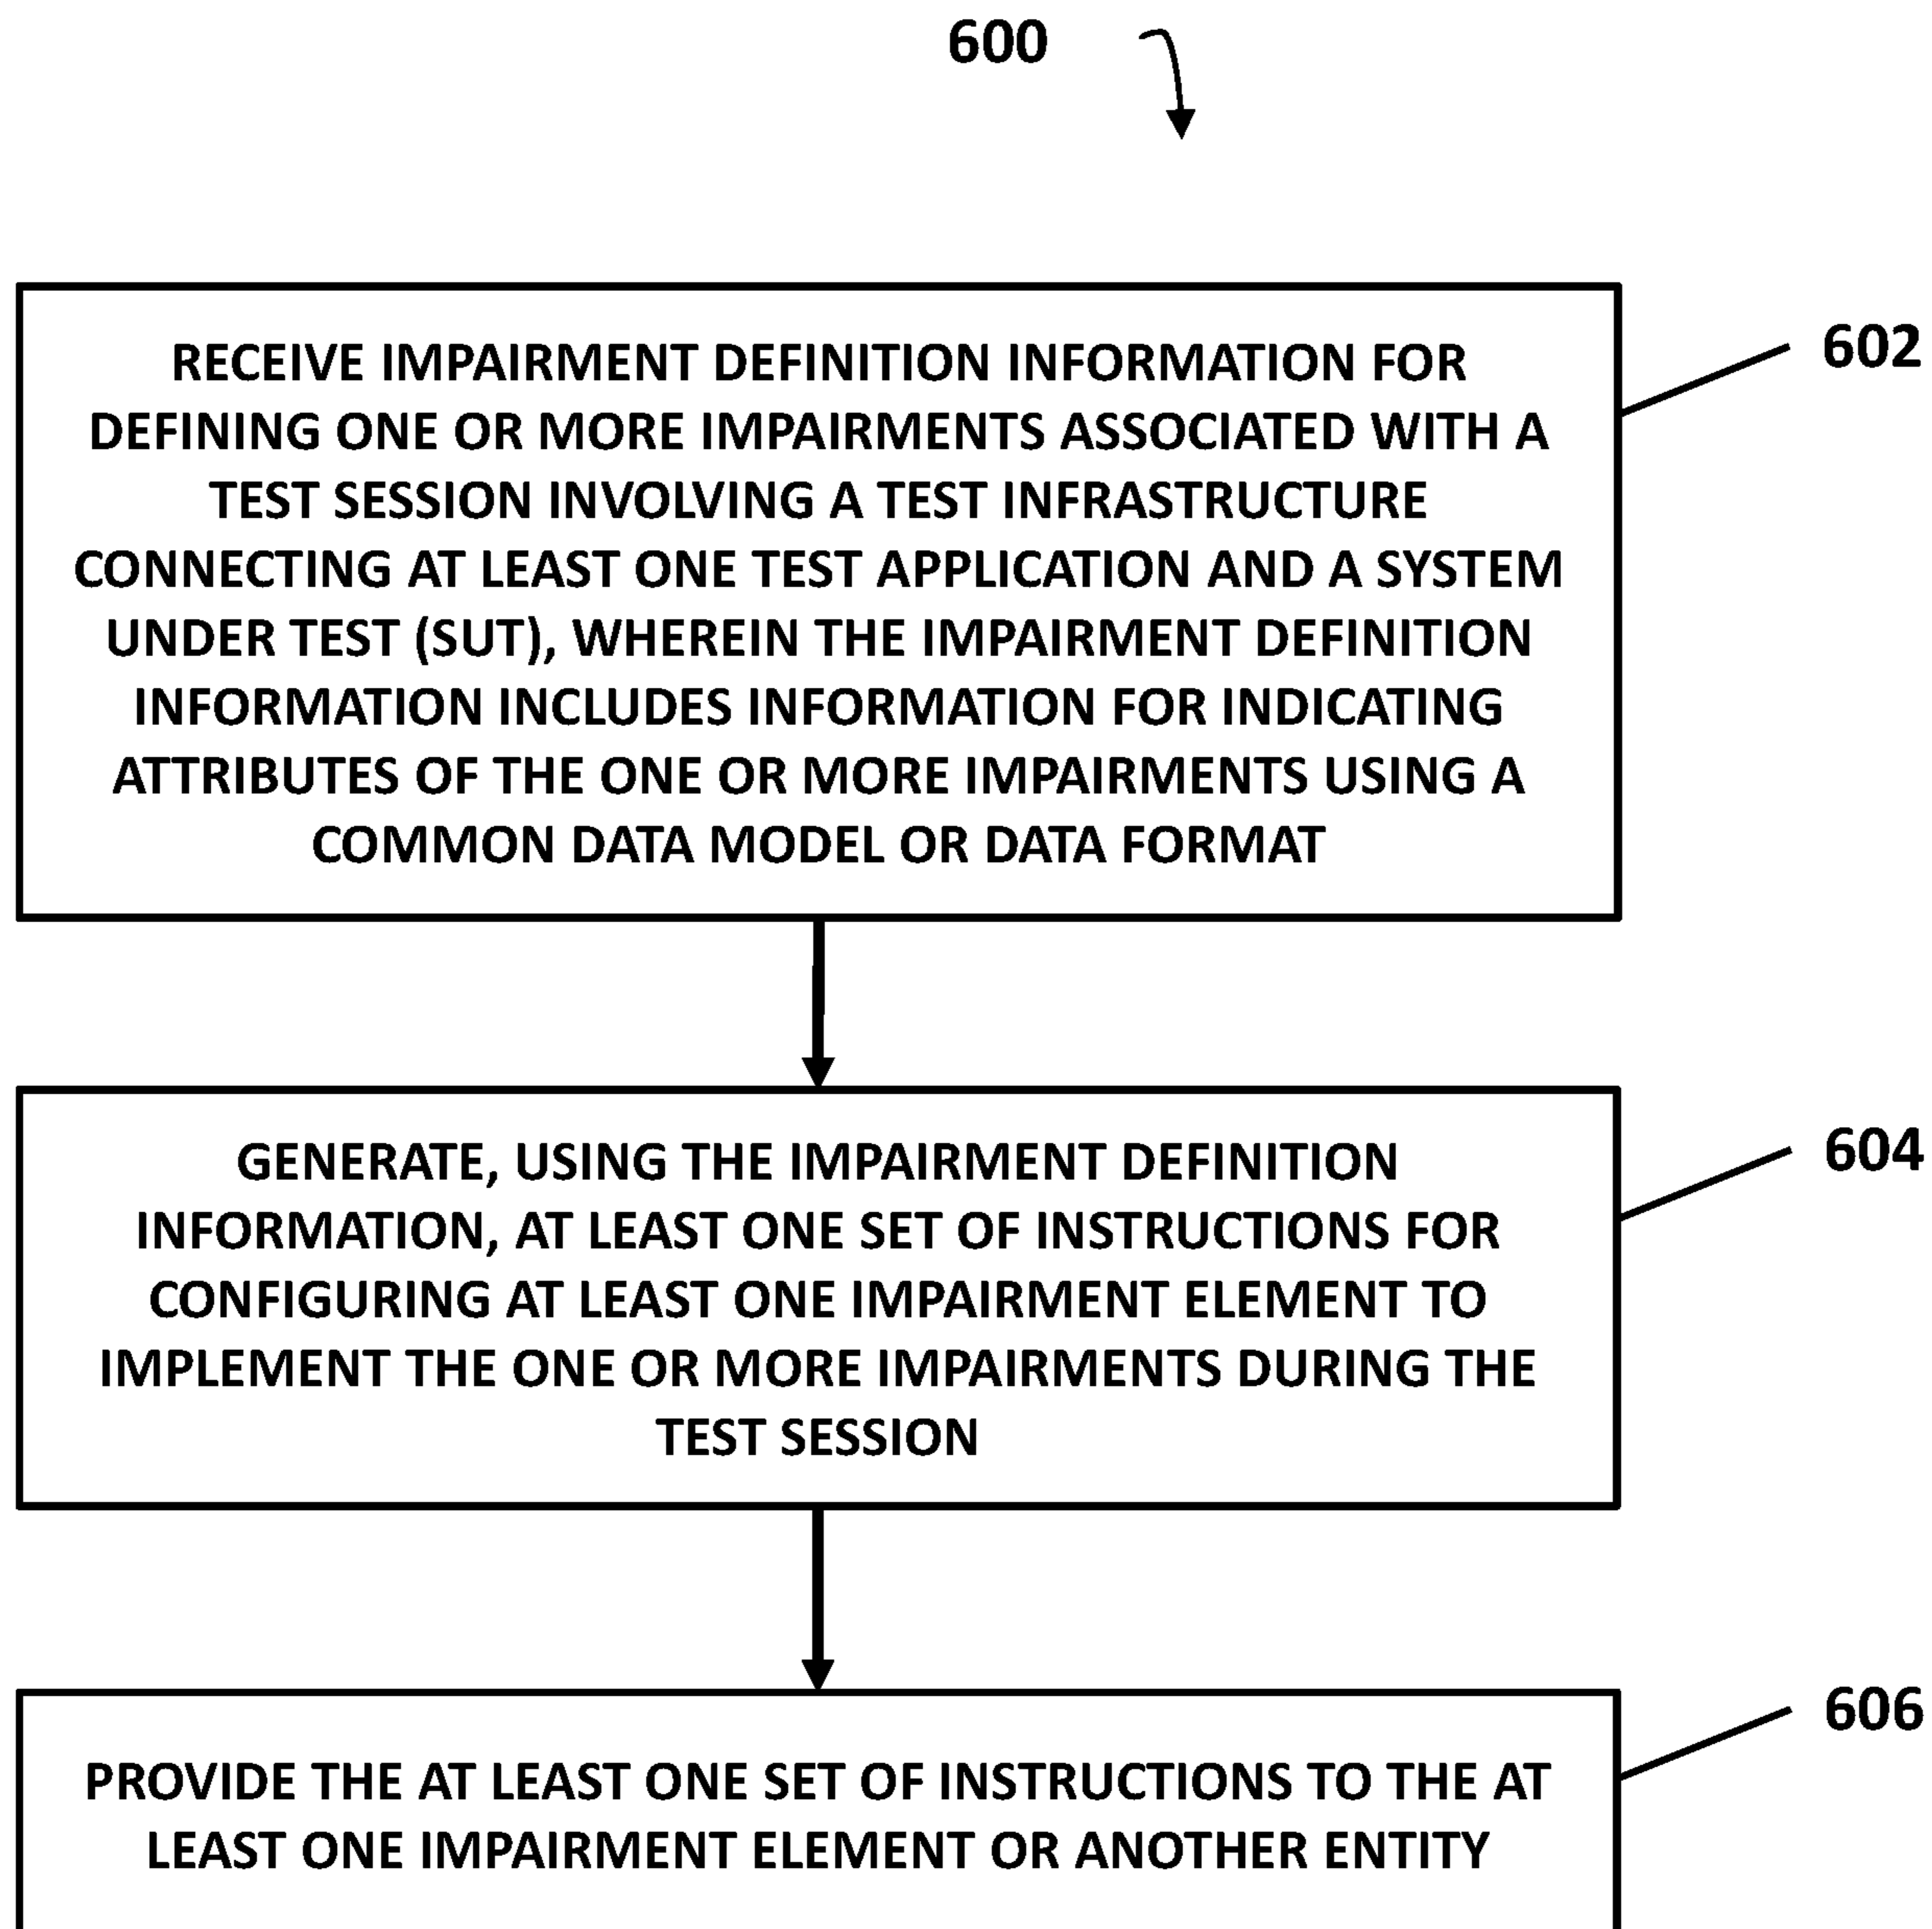 600
RECEIVE IMPAIRMENT DEFINITION INFORMATION FOR
DEFINING ONE OR MORE IMPAIRMENTS ASSOCIATED WITH A
TEST SESSION INVOLVING A TEST INFRASTRUCTURE
CONNECTING AT LEAST ONE TEST APPLICATION AND A SYSTEM
UNDER TEST (SUT), WHEREIN THE IMPAIRMENT DEFINITION
INFORMATION INCLUDES INFORMATION FOR INDICATING
ATTRIBUTES OF THE ONE OR MORE IMPAIRMENTS USING A
COMMON DATA MODEL OR DATA FORMAT
602
GENERATE, USING THE IMPAIRMENT DEFINITION
INFORMATION, AT LEAST ONE SET OF INSTRUCTIONS FOR
CONFIGURING AT LEAST ONE IMPAIRMENT ELEMENT TO
IMPLEMENT THE ONE OR MORE IMPAIRMENTS DURING THE
TEST SESSION
604
PROVIDE THE AT LEAST ONE SET OF INSTRUCTIONS TO THE AT
LEAST ONE IMPAIRMENT ELEMENT OR ANOTHER ENTITY
606